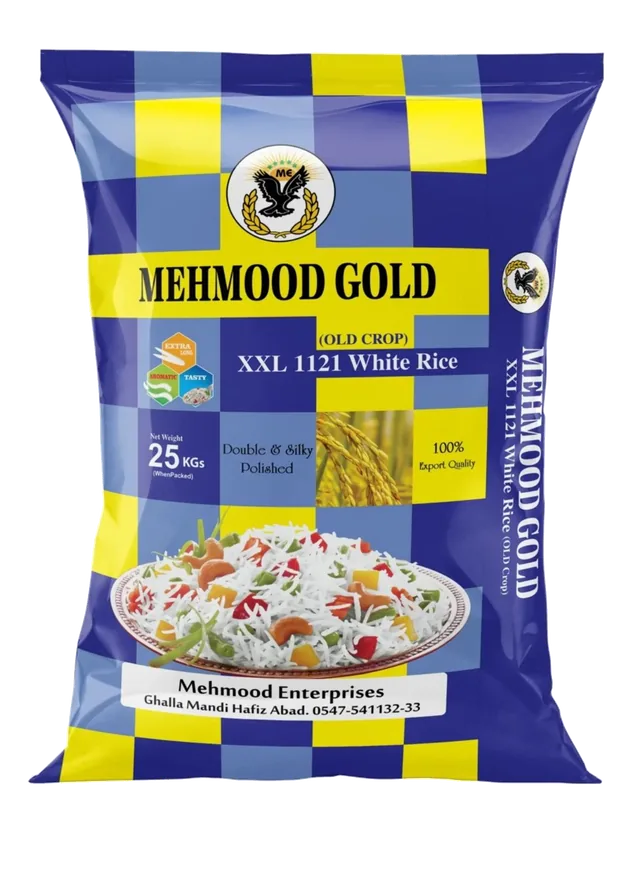 ME
MEHMOOD GOLD
(OLD CROP)
XXL 1121 White Rice
EXTRA
LONG
AROMATIC
TASTY
Net Weight
25 KGs
(WhenPacked)
Double & Silky
Polished
100%
Export Quality
Mehmood Enterprises
Ghalla Mandi Hafiz Abad. 0547-541132-33
MEHMOOD GOLD
XXL 1121 White Rice (OLD Crop)